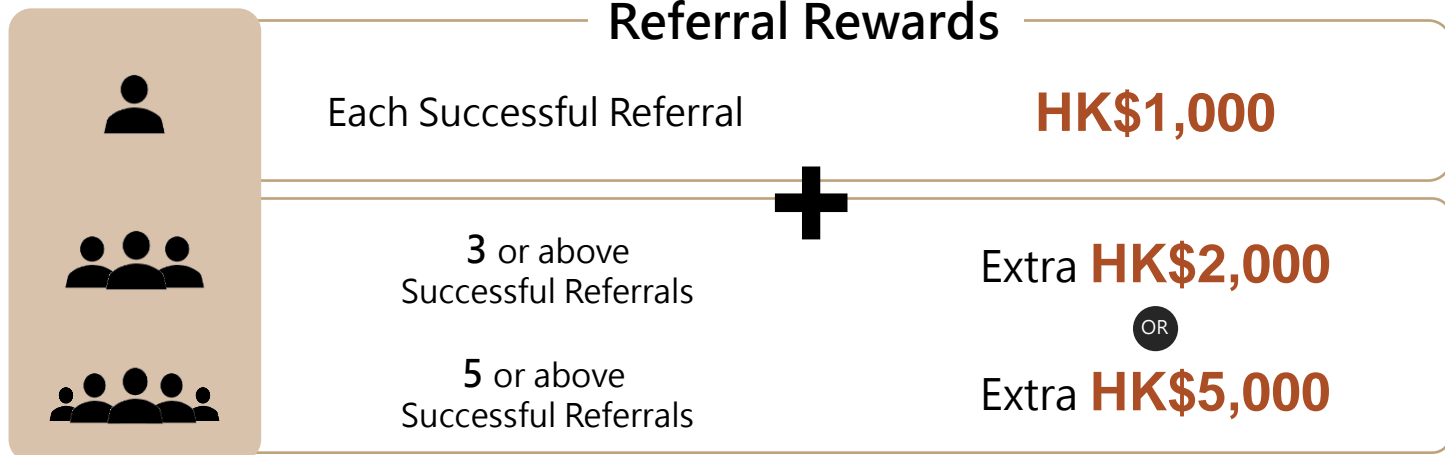 Referral Rewards
Each Successful Referral
HK$1,000
3 or above
Successful Referrals
Extra HK$2,000
OR
5 or above
Successful Referrals
Extra HK$5,000